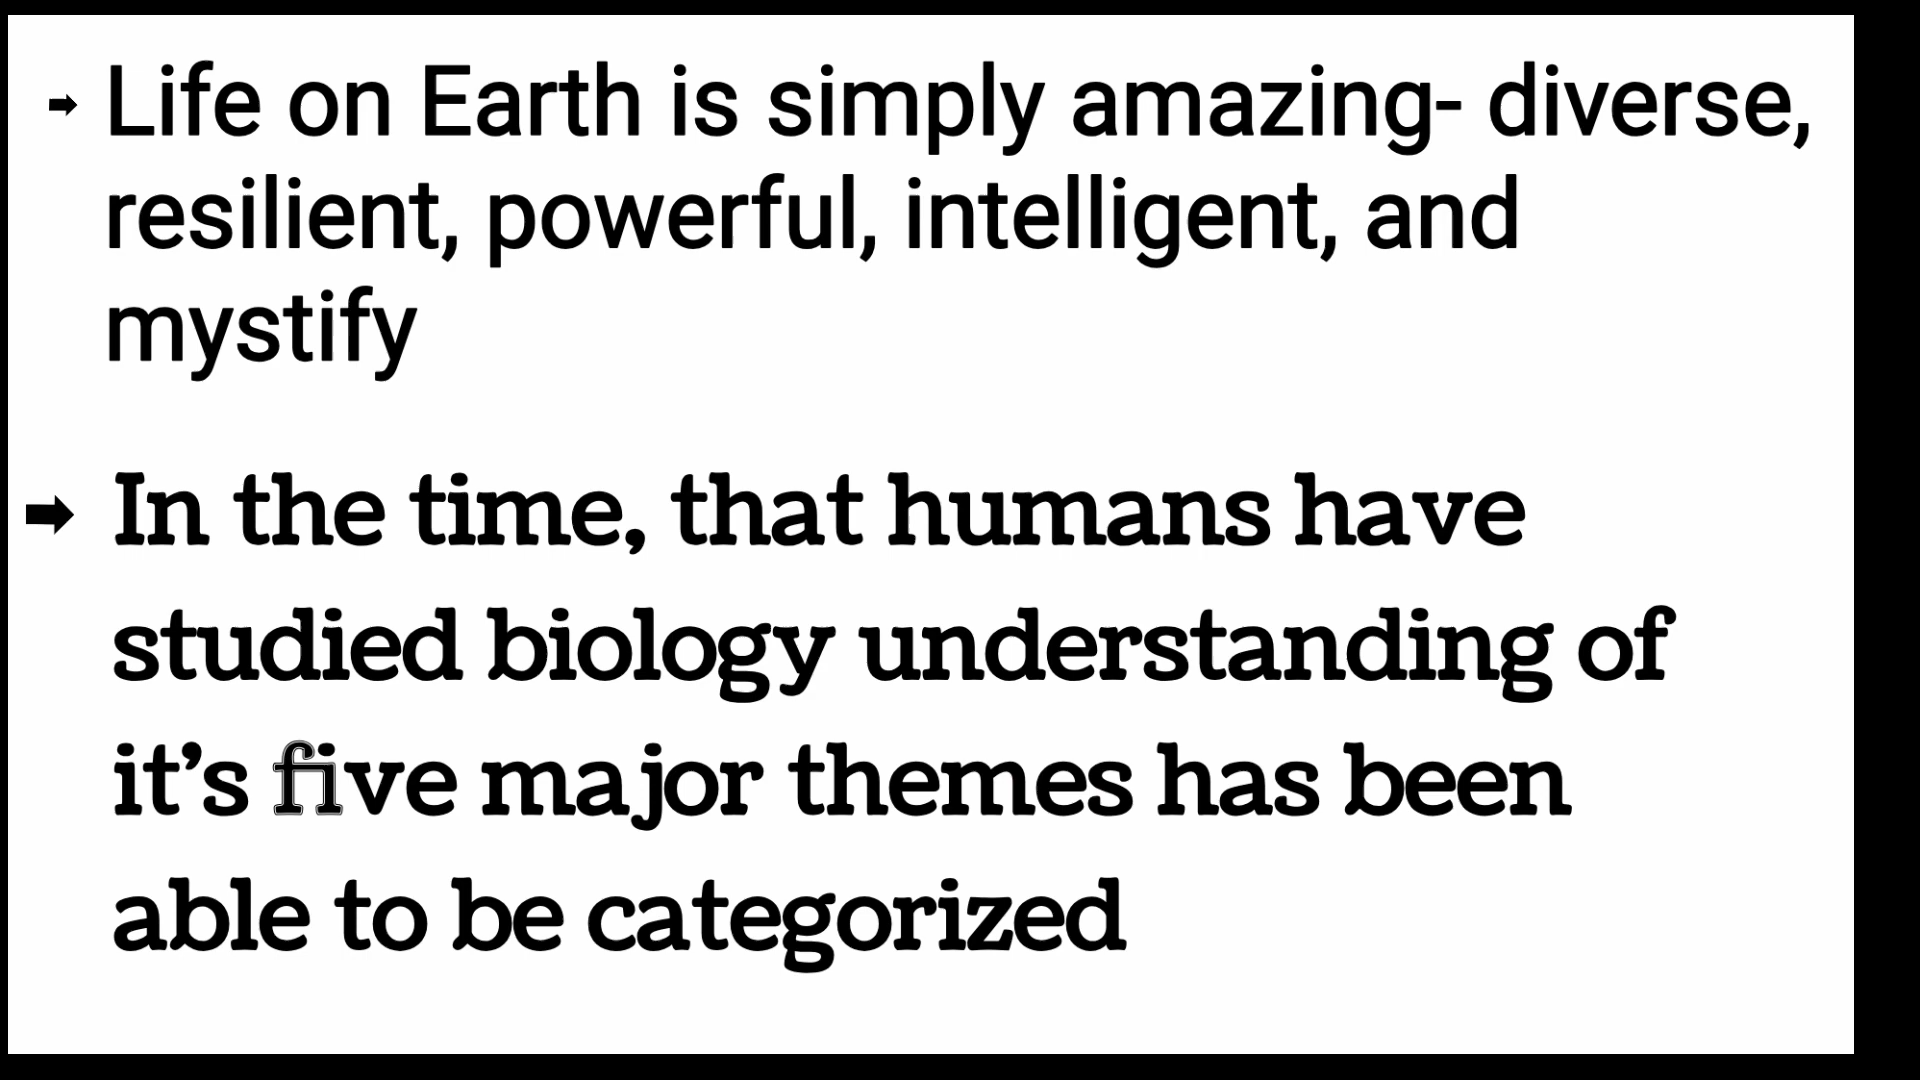 Life on Earth is simply amazing- diverse,
resilient, powerful, intelligent, and
mystify
In the time, that humans have
studied biology understanding of
it’s five major themes has been
able to be categorized